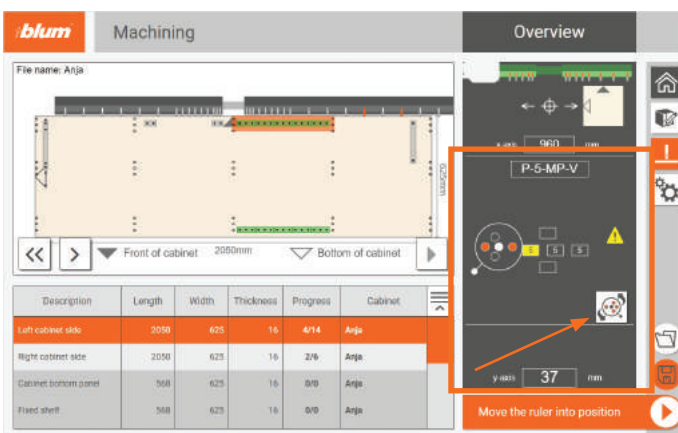 blum
Machining
Overview
File name: Anja
x-axis 960 mm
P-5-MP-V
5 5 5
625mm
<< >
Front of cabinet 2050mm Bottom of cabinet
Description Length Width Thickness Progress Cabinet
Left cabinet side 2050 625 16 4/14 Anja
Right cabinet side 2050 625 16 2/6 Anja
Cabinet bottom panel 568 625 16 0/0 Anja
Fixed shelf 568 625 16 0/0 Anja
y-axis 37 mm
Move the ruler into position